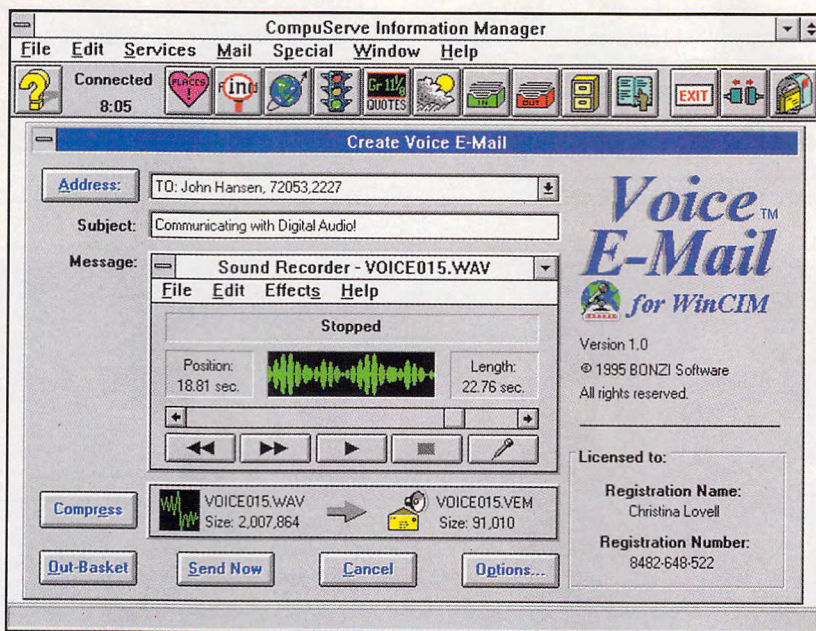 CompuServe Information Manager
File Edit Services Mail Special Window Help
Connected
8:05
PLACES
!
Find
Gr 11⅛
QUOTES
IN
OUT
EXIT
Create Voice E-Mail
Address:
TO: John Hansen, 72053,2227
Subject:
Communicating with Digital Audio!
Message:
Sound Recorder - VOICE015.WAV
File Edit Effects Help
Stopped
Position:
18.81 sec.
Length:
22.76 sec.
Compress
VOICE015.WAV
Size: 2,007,864
VOICE015.VEM
Size: 91,010
Out-Basket
Send Now
Cancel
Options...
Voice TM
E-Mail
for WinCIM
Version 1.0
© 1995 BONZI Software
All rights reserved.
Licensed to:
Registration Name:
Christina Lovell
Registration Number:
8482-648-522